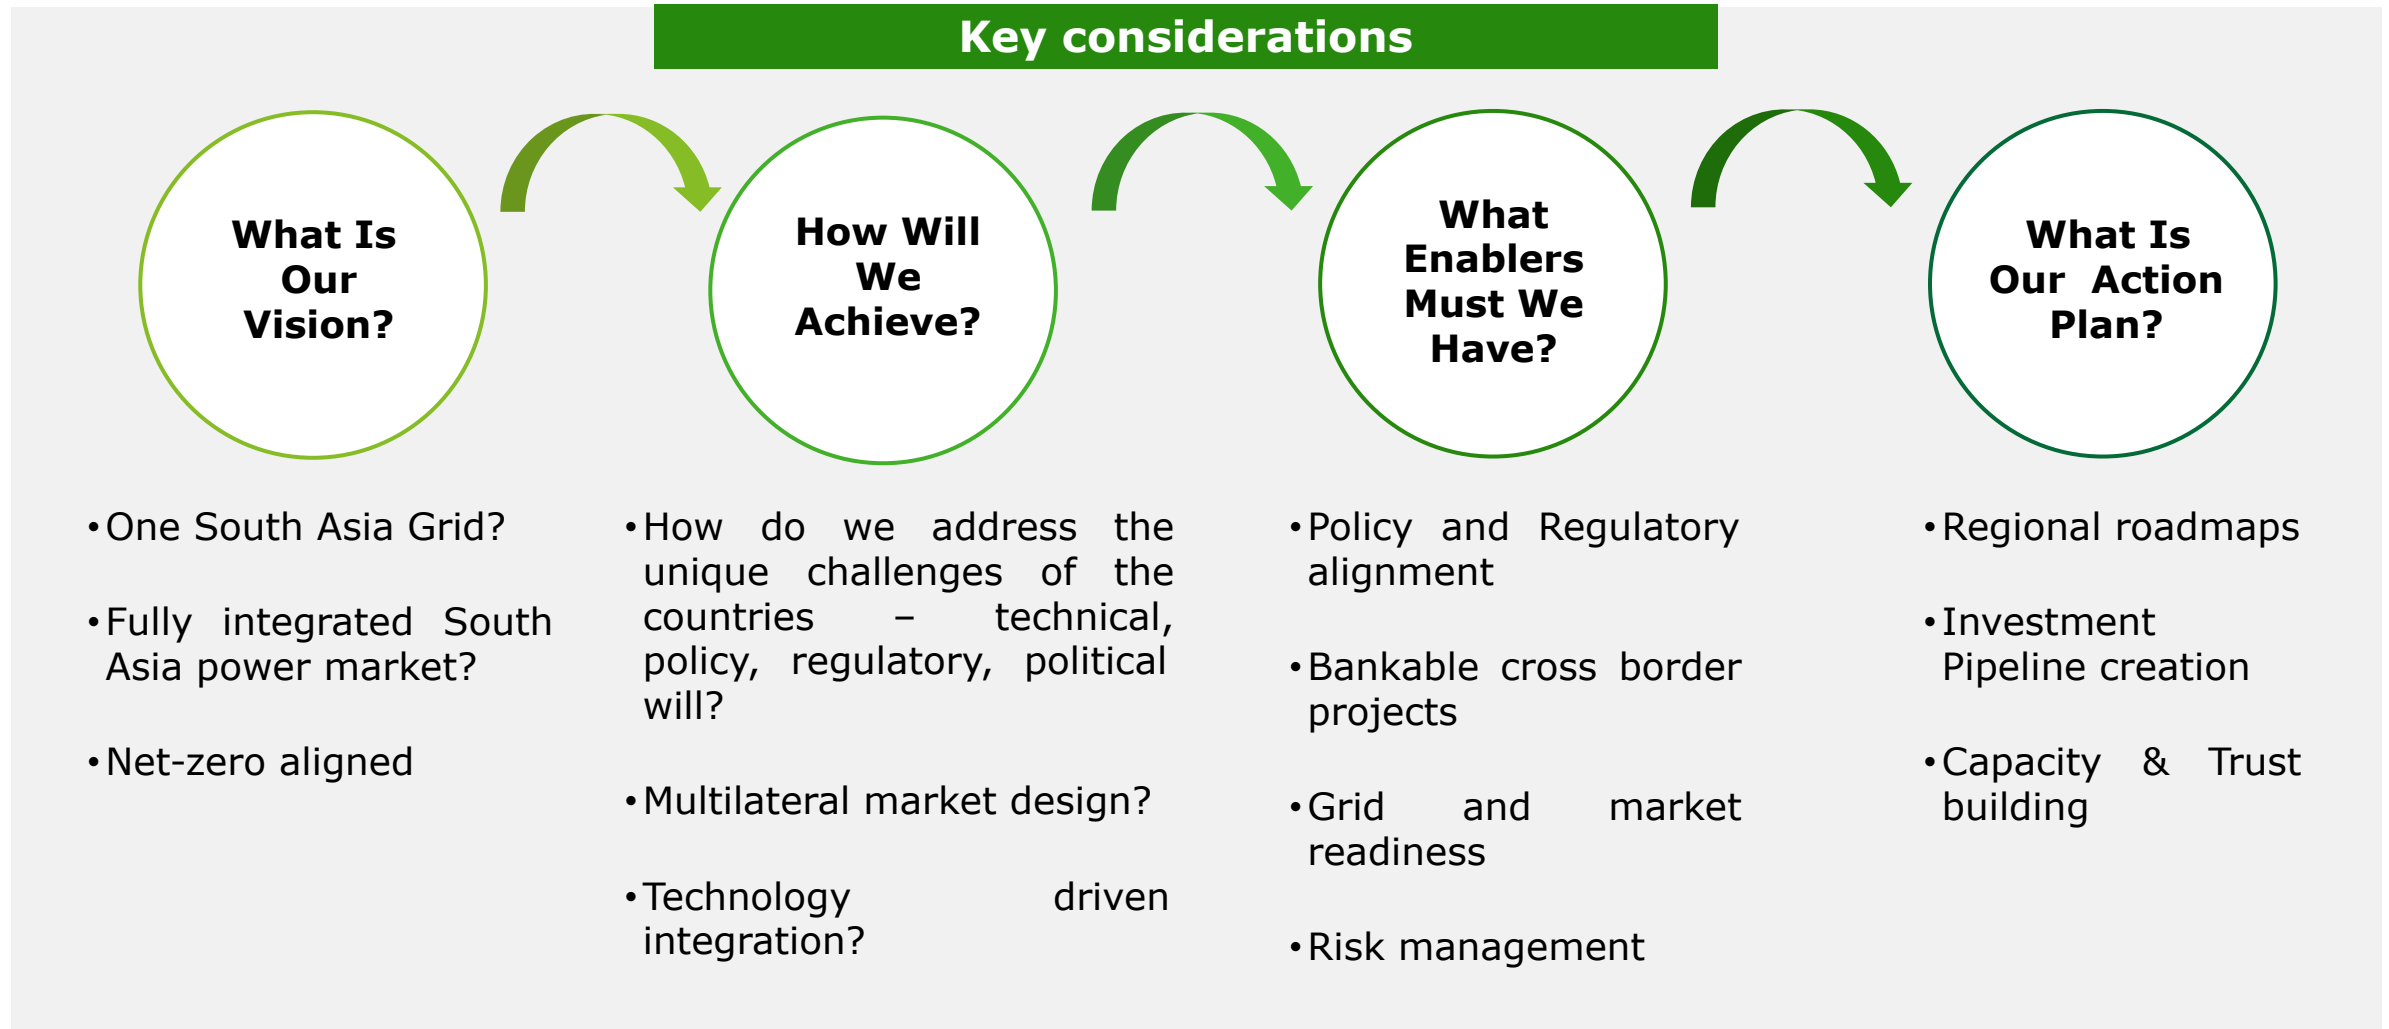 Key considerations
What Is
Our
Vision?
How Will
We
Achieve?
What
Enablers
Must We
Have?
What Is
Our Action
Plan?
•One South Asia Grid?
•Fully integrated South
Asia power market?
•Net-zero aligned
•How do we address the
unique challenges of the
countries – technical,
policy, regulatory, political
will?
•Multilateral market design?
•Technology driven
integration?
•Policy and Regulatory
alignment
•Bankable cross border
projects
•Grid and market
readiness
•Risk management
•Regional roadmaps
•Investment
Pipeline creation
•Capacity & Trust
building